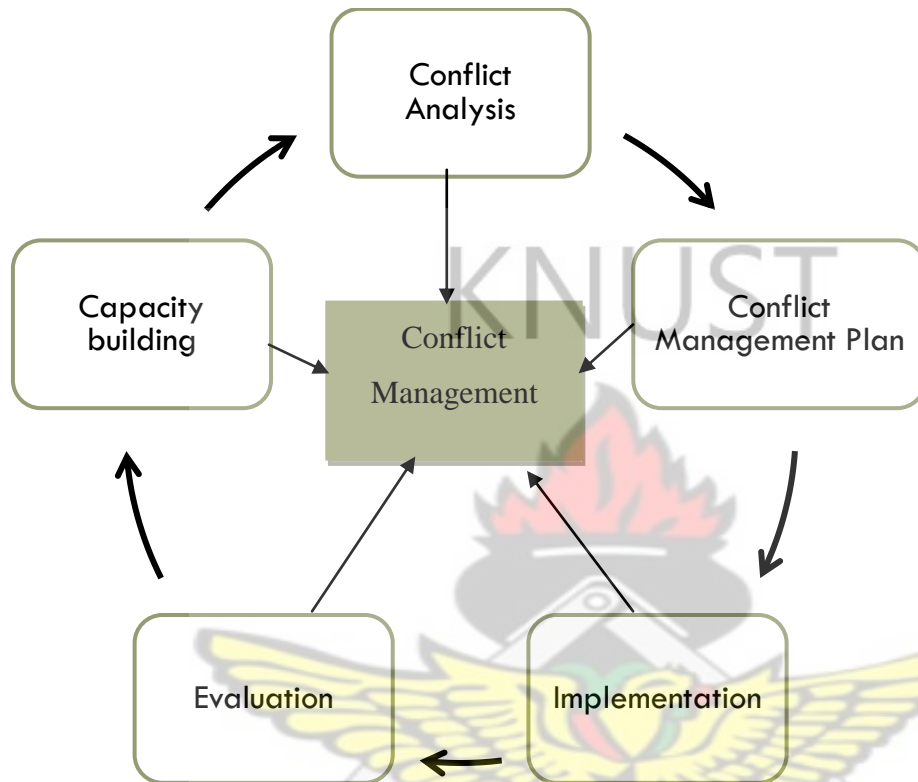 Conflict
Analysis
KNUST
Capacity
building
Conflict
Management
Conflict
Management Plan
Evaluation
Implementation